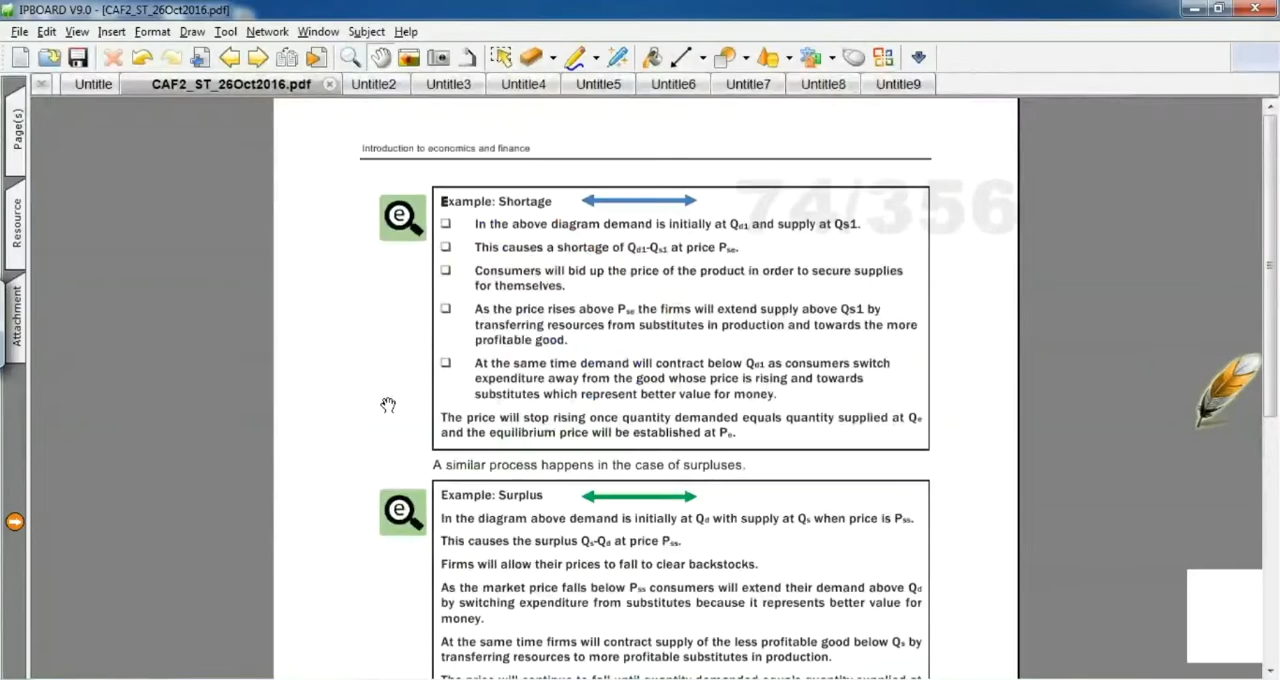 IPBOARD V9.0 - [CAF2_ST_26Oct2016.pdf]
File Edit View Insert Format Draw Tool Network Window Subject Help
Untitle CAF2_ST_26Oct2016.pdf Untitle2 Untitle3 Untitle4 Untitle5 Untitle6 Untitle7 Untitle8 Untitle9
Page(s)
Resource
Attachment
Introduction to economics and finance
74/356
Example: Shortage
❑ In the above diagram demand is initially at Qd1 and supply at Qs1.
❑ This causes a shortage of Qd1-Qs1 at price Pse.
❑ Consumers will bid up the price of the product in order to secure supplies
for themselves.
❑ As the price rises above Pse the firms will extend supply above Qs1 by
transferring resources from substitutes in production and towards the more
profitable good.
❑ At the same time demand will contract below Qd1 as consumers switch
expenditure away from the good whose price is rising and towards
substitutes which represent better value for money.
The price will stop rising once quantity demanded equals quantity supplied at Qe
and the equilibrium price will be established at Pe.
A similar process happens in the case of surpluses.
Example: Surplus
In the diagram above demand is initially at Qd with supply at Qs when price is Pss.
This causes the surplus Qs-Qd at price Pss.
Firms will allow their prices to fall to clear backstocks.
As the market price falls below Pss consumers will extend their demand above Qd
by switching expenditure from substitutes because it represents better value for
money.
At the same time firms will contract supply of the less profitable good below Qs by
transferring resources to more profitable substitutes in production.
The price will continue to fall until quantity demanded equals quantity supplied at